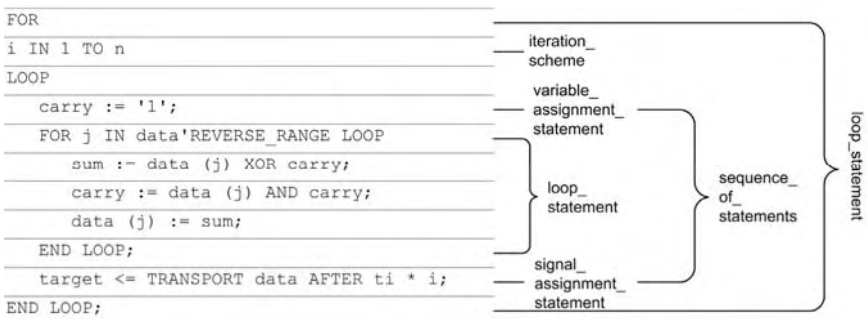 FOR
i IN 1 TO n
LOOP
carry := '1';
FOR j IN data'REVERSE_RANGE LOOP
sum := data (j) XOR carry;
carry := data (j) AND carry;
data (j) := sum;
END LOOP;
target <= TRANSPORT data AFTER ti * i;
END LOOP;
iteration_
scheme
variable_
assignment_
statement
loop_
statement
signal_
assignment_
statement
sequence_
of_
statements
loop_statement